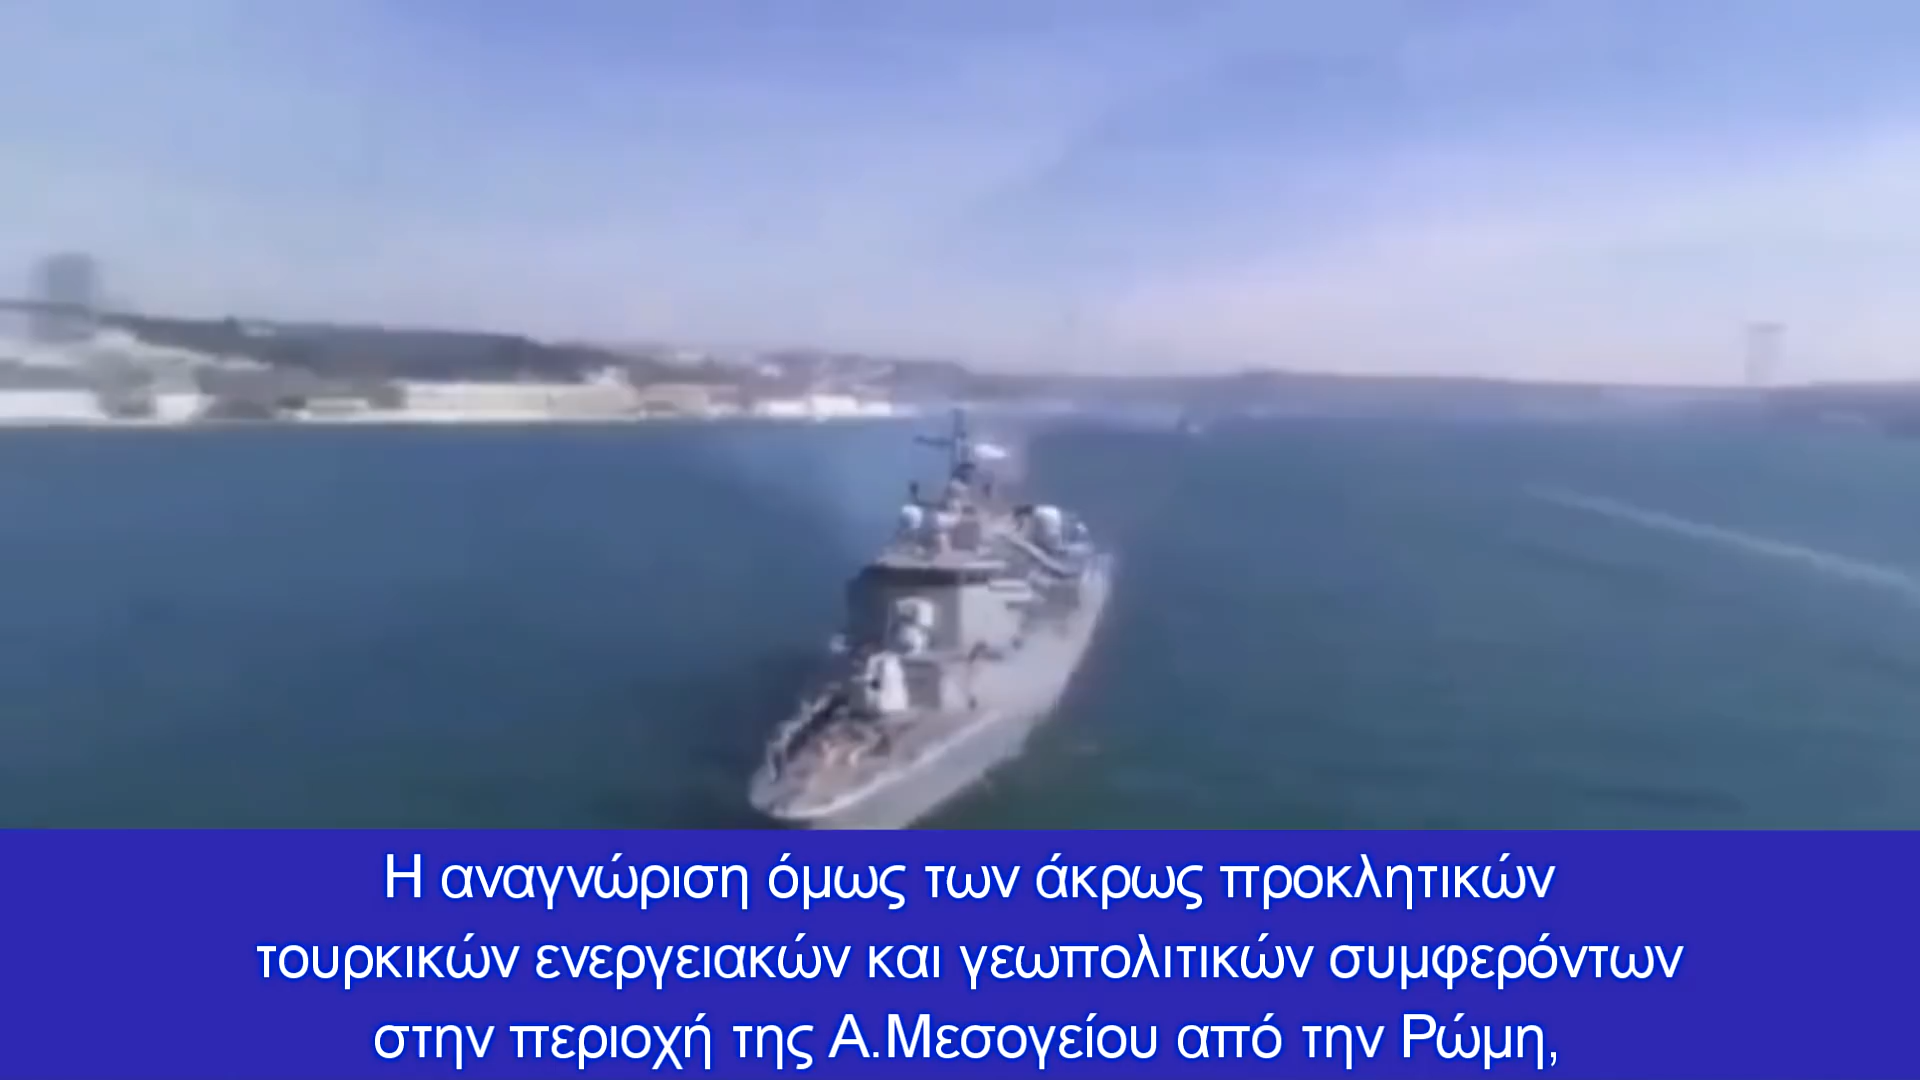 Η αναγνώριση όμως των άκρως προκλητικών
τουρκικών ενεργειακών και γεωπολιτικών συμφερόντων
στην περιοχή της Α.Μεσογείου από την Ρώμη,